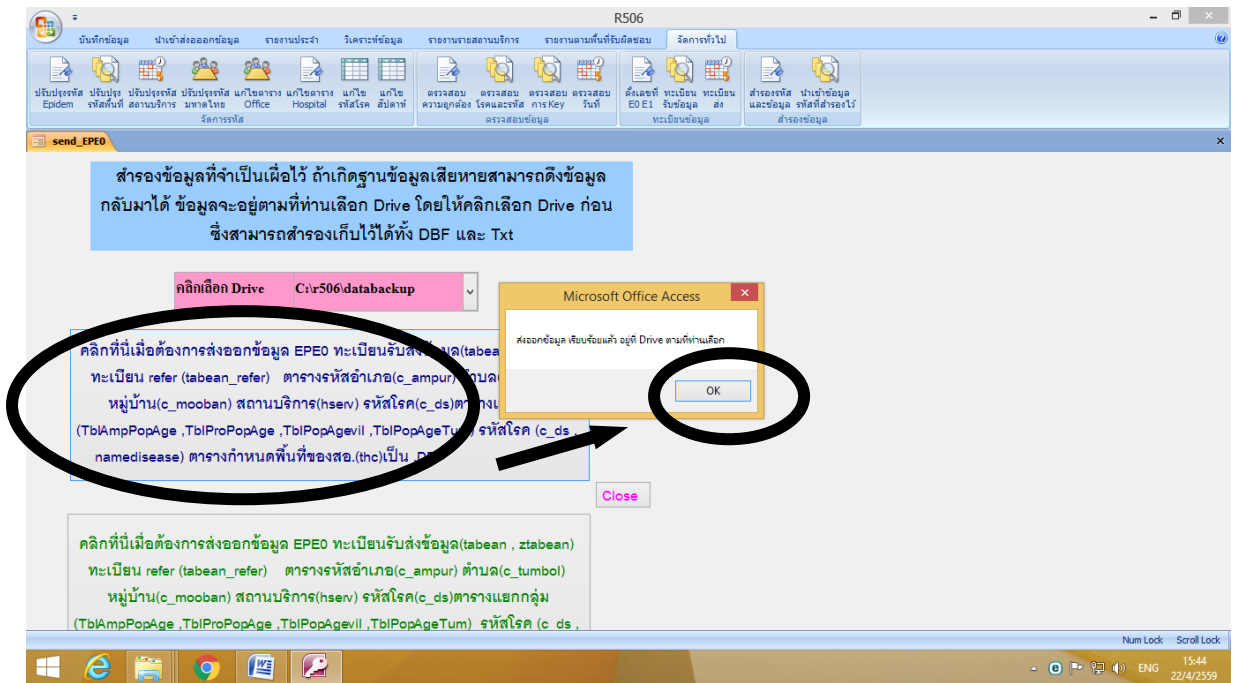 R506
บันทึกข้อมูล นำเข้าส่งออกข้อมูล รายงานประจำ วิเคราะห์ข้อมูล รายงานรายสถานบริการ รายงานตามพื้นที่รับผิดชอบ จัดการทั่วไป
ปรับปรุงรหัส ปรับปรุง ปรับปรุงรหัส ปรับปรุงรหัส แก้ไขตาราง แก้ไขตาราง แก้ไข แก้ไข ตรวจสอบ ตรวจสอบ ตรวจสอบ ตรวจสอบ ตั้งเลขที่ ทะเบียน ทะเบียน สำรองรหัส นำเข้าข้อมูล
Epidem รหัสพื้นที่ สถานบริการ มหาดไทย Office Hospital รหัสโรค สัปดาห์ ความถูกต้อง โรคและรหัส การ Key วันที่ E0 E1 รับข้อมูล ส่ง และข้อมูล รหัสที่สำรองไว้
จัดการรหัส ตรวจสอบข้อมูล ทะเบียนข้อมูล สำรองข้อมูล
send_EPE0
สำรองข้อมูลที่จำเป็นเผื่อไว้ ถ้าเกิดฐานข้อมูลเสียหายสามารถดึงข้อมูล
กลับมาได้ ข้อมูลจะอยู่ตามที่ท่านเลือก Drive โดยให้คลิกเลือก Drive ก่อน
ซึ่งสามารถสำรองเก็บไว้ได้ทั้ง DBF และ Txt
คลิกเลือก Drive C:\r506\databackup
Microsoft Office Access
ส่งออกข้อมูล เรียบร้อยแล้ว อยู่ที่ Drive ตามที่ท่านเลือก
OK
คลิกที่นี่เมื่อต้องการส่งออกข้อมูล EPE0 ทะเบียนรับส่งข้อมูล(tabea
ทะเบียน refer (tabean_refer) ตารางรหัสอำเภอ(c_ampur) ตำบล(
หมู่บ้าน(c_mooban) สถานบริการ(hserv) รหัสโรค(c_ds)ตารางแ
(TblAmpPopAge ,TblProPopAge ,TblPopAgevil ,TblPopAgeTum) รหัสโรค (c_ds ,
namedisease) ตารางกำหนดพื้นที่ของสอ.(thc)เป็น
Close
คลิกที่นี่เมื่อต้องการส่งออกข้อมูล EPE0 ทะเบียนรับส่งข้อมูล(tabean , ztabean)
ทะเบียน refer (tabean_refer) ตารางรหัสอำเภอ(c_ampur) ตำบล(c_tumbol)
หมู่บ้าน(c_mooban) สถานบริการ(hserv) รหัสโรค(c_ds)ตารางแยกกลุ่ม
(TblAmpPopAge ,TblProPopAge ,TblPopAgevil ,TblPopAgeTum) รหัสโรค (c_ds ,
Num Lock Scroll Lock
ENG 15:44
22/4/2559